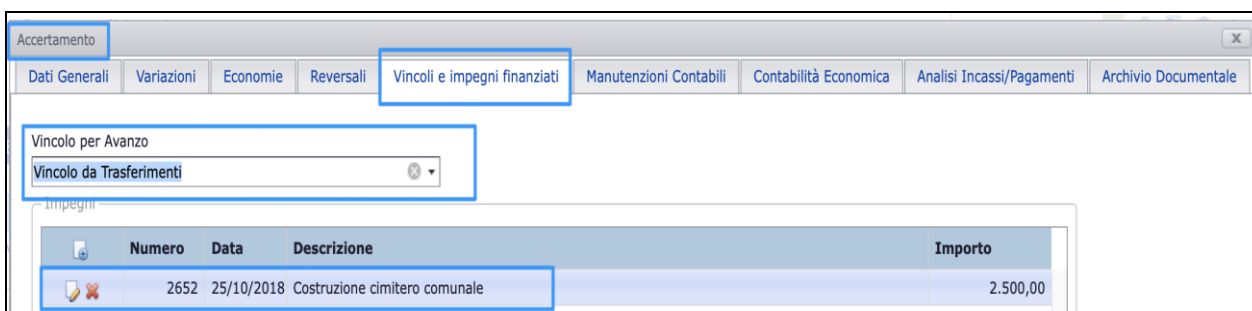 Accertamento
Dati Generali Variazioni Economie Reversali Vincoli e impegni finanziati Manutenzioni Contabili Contabilità Economica Analisi Incassi/Pagamenti Archivio Documentale
Vincolo per Avanzo
Vincolo da Trasferimenti
Impegni
Numero Data Descrizione Importo
2652 25/10/2018 Costruzione cimitero comunale 2.500,00